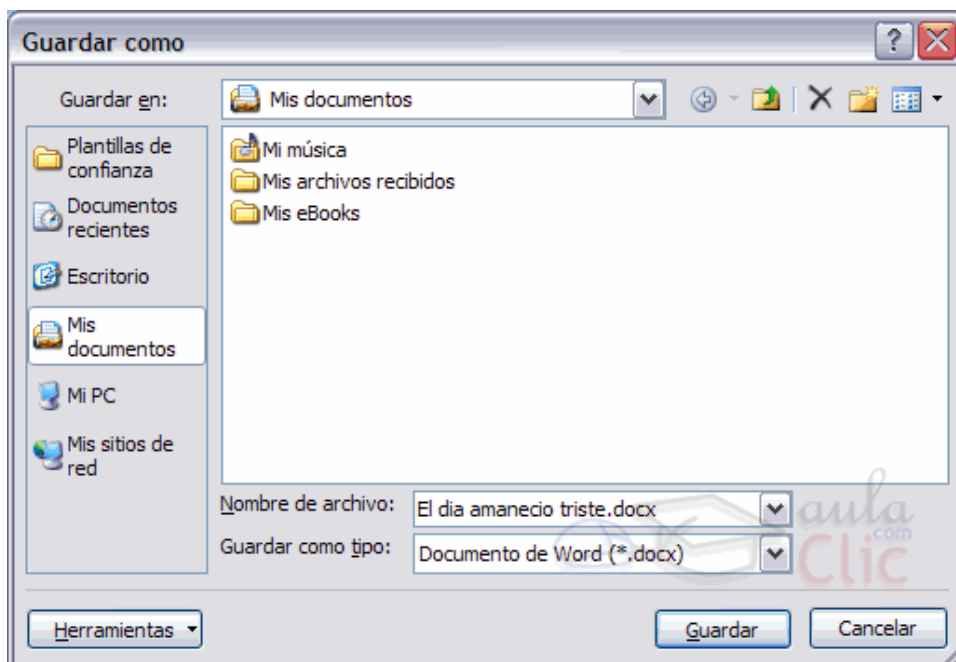 Guardar como
Guardar en:
Mis documentos
Plantillas de
confianza
Documentos
recientes
Escritorio
Mis
documentos
Mi PC
Mis sitios de
red
Mi música
Mis archivos recibidos
Mis eBooks
Nombre de archivo:
El dia amanecio triste.docx
Guardar como tipo:
Documento de Word (*.docx)
aula
.com
Clic
Herramientas
Guardar
Cancelar